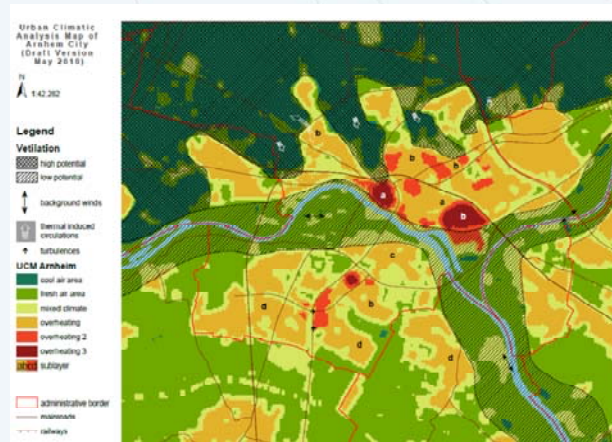 Urban Climatic
Analysis Map of
Arnhem City
(Draft Version
May 2010)
N
1:42.282
Legend
Vetilation
high potential
low potential
background winds
thermal induced
circulations
turbulences
UCM Arnheim
cool air area
fresh air area
mixed climate
overheating
overheating 2
overheating 3
abcd sublayer
administrative border
mainroads
railways
b
b
b
a
a
b
c
d
b
d
d